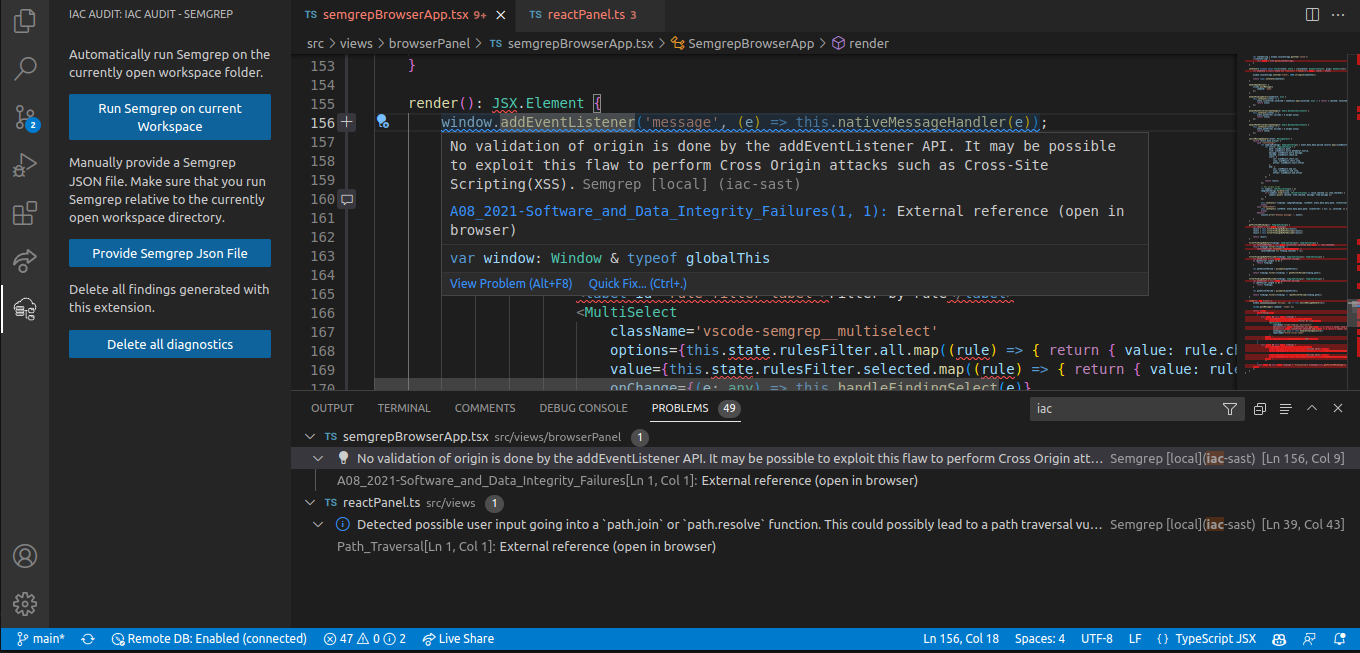 IAC AUDIT: IAC AUDIT - SEMGREP
Automatically run Semgrep on the
currently open workspace folder.
Run Semgrep on current
Workspace
Manually provide a Semgrep
JSON file. Make sure that you run
Semgrep relative to the currently
open workspace directory.
Provide Semgrep Json File
Delete all findings generated with
this extension.
Delete all diagnostics
2
TS semgrepBrowserApp.tsx 9+
TS reactPanel.ts 3
src > views > browserPanel > TS semgrepBrowserApp.tsx > SemgrepBrowserApp > render
153 }
154
155 render(): JSX.Element {
156 window.addEventListener('message', (e) => this.nativeMessageHandler(e));
157
158
159
160
161
162
163
164
165
No validation of origin is done by the addEventListener API. It may be possible
to exploit this flaw to perform Cross Origin attacks such as Cross-Site
Scripting(XSS). Semgrep [local] (iac-sast)
A08_2021-Software_and_Data_Integrity_Failures(1, 1): External reference (open in
browser)
var window: Window & typeof globalThis
View Problem (Alt+F8) Quick Fix... (Ctrl+.)
166 <MultiSelect
167 className='vscode-semgrep__multiselect'
168 options={this.state.rulesFilter.all.map((rule) => { return { value: rule.c
169 value={this.state.rulesFilter.selected.map((rule) => { return { value: rul
170 onChange={(e: any) => this.handleFindingSelect(e)}
OUTPUT TERMINAL COMMENTS DEBUG CONSOLE PROBLEMS 49
iac
TS semgrepBrowserApp.tsx src/views/browserPanel 1
No validation of origin is done by the addEventListener API. It may be possible to exploit this flaw to perform Cross Origin att... Semgrep [local](iac-sast) [Ln 156, Col 9]
A08_2021-Software_and_Data_Integrity_Failures[Ln 1, Col 1]: External reference (open in browser)
TS reactPanel.ts src/views 1
Detected possible user input going into a `path.join` or `path.resolve` function. This could possibly lead to a path traversal vu... Semgrep [local](iac-sast) [Ln 39, Col 43]
Path_Traversal[Ln 1, Col 1]: External reference (open in browser)
main* Remote DB: Enabled (connected) 47 0 2 Live Share Ln 156, Col 18 Spaces: 4 UTF-8 LF {} TypeScript JSX